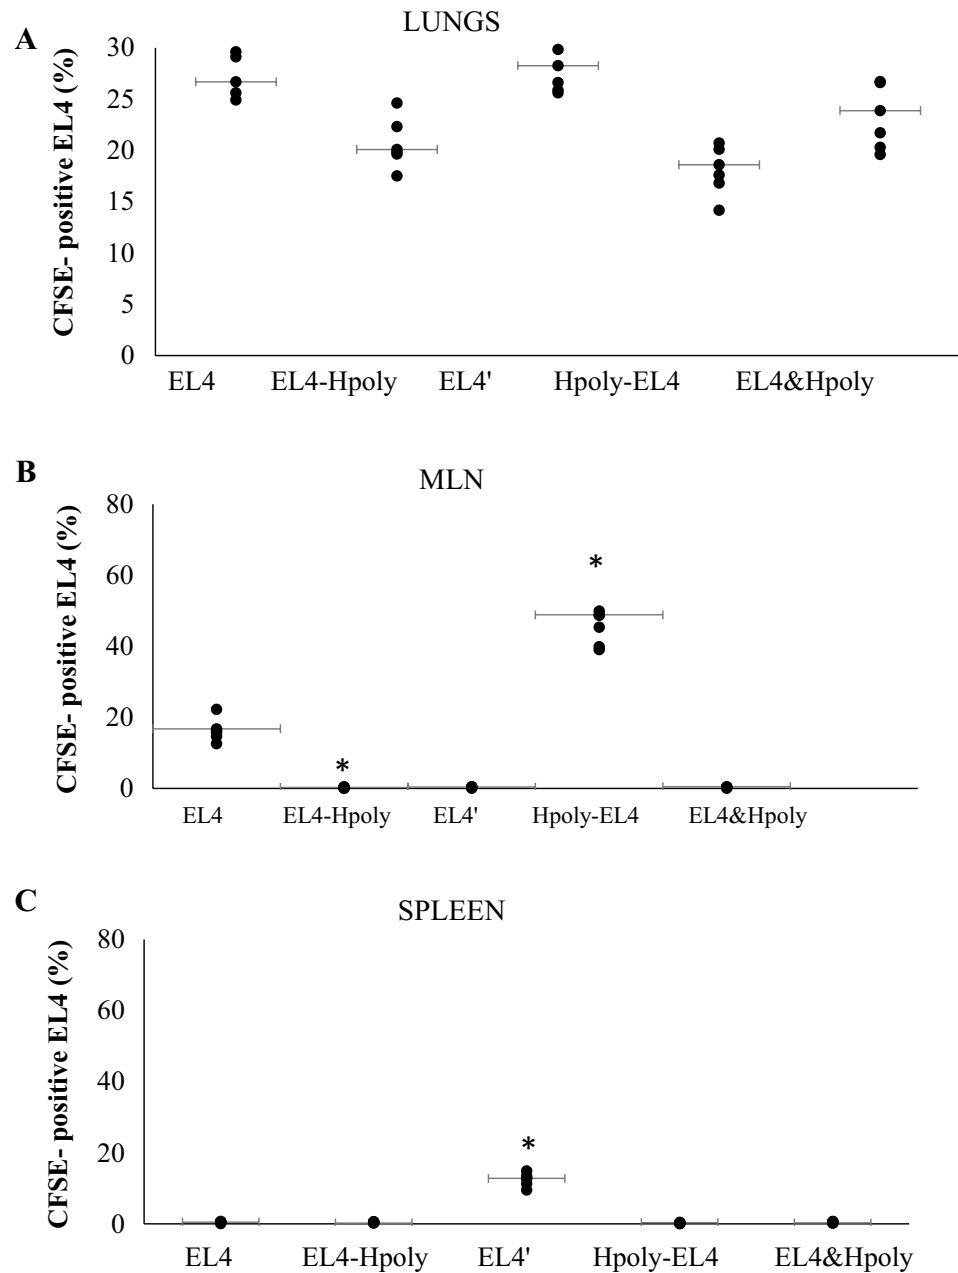 A
LUNGS
CFSE- positive EL4 (%)
30
25
20
15
10
5
0
EL4 EL4-Hpoly EL4' Hpoly-EL4 EL4&Hpoly
B
MLN
CFSE- positive EL4 (%)
80
60
40
20
0
*
*
EL4 EL4-Hpoly EL4' Hpoly-EL4 EL4&Hpoly
C
SPLEEN
CFSE- positive EL4 (%)
80
60
40
20
0
*
EL4 EL4-Hpoly EL4' Hpoly-EL4 EL4&Hpoly